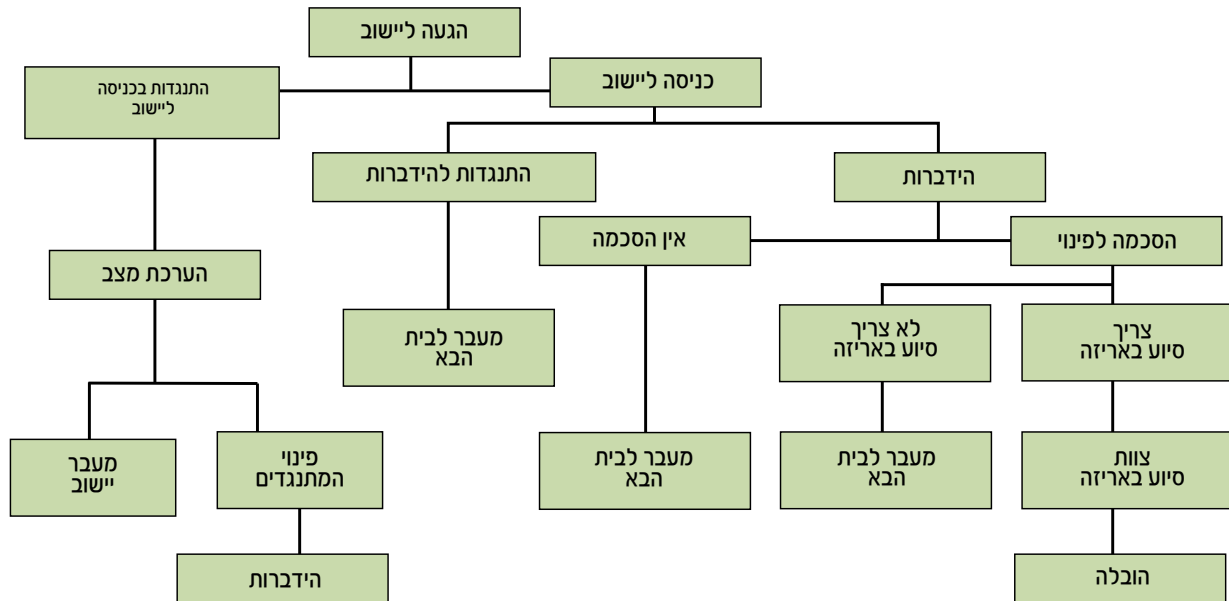 הגעה ליישוב
כניסה ליישוב
התנגדות בכניסה
ליישוב
הידברות
התנגדות להידברות
הסכמה לפינוי
אין הסכמה
הערכת מצב
צריך
סיוע באריזה
לא צריך
סיוע באריזה
מעבר לבית
הבא
צוות
סיוע באריזה
מעבר לבית
הבא
מעבר לבית
הבא
פינוי
המתנגדים
מעבר
יישוב
הובלה
הידברות